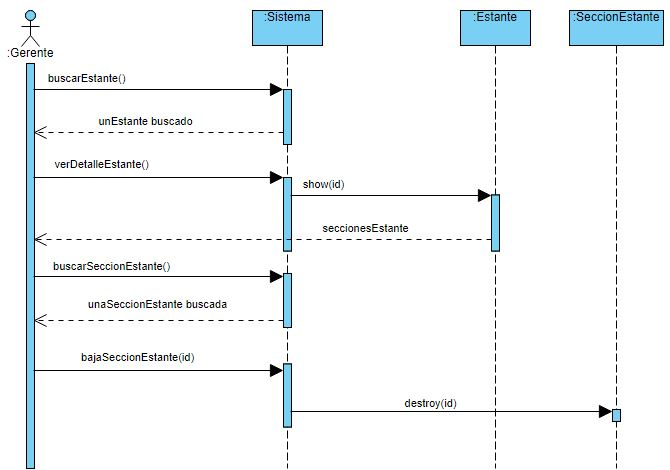 :Sistema
:Estante
:SeccionEstante
:Gerente
buscarEstante()
unEstante buscado
verDetalleEstante()
show(id)
seccionesEstante
buscarSeccionEstante()
unaSeccionEstante buscada
bajaSeccionEstante(id)
destroy(id)